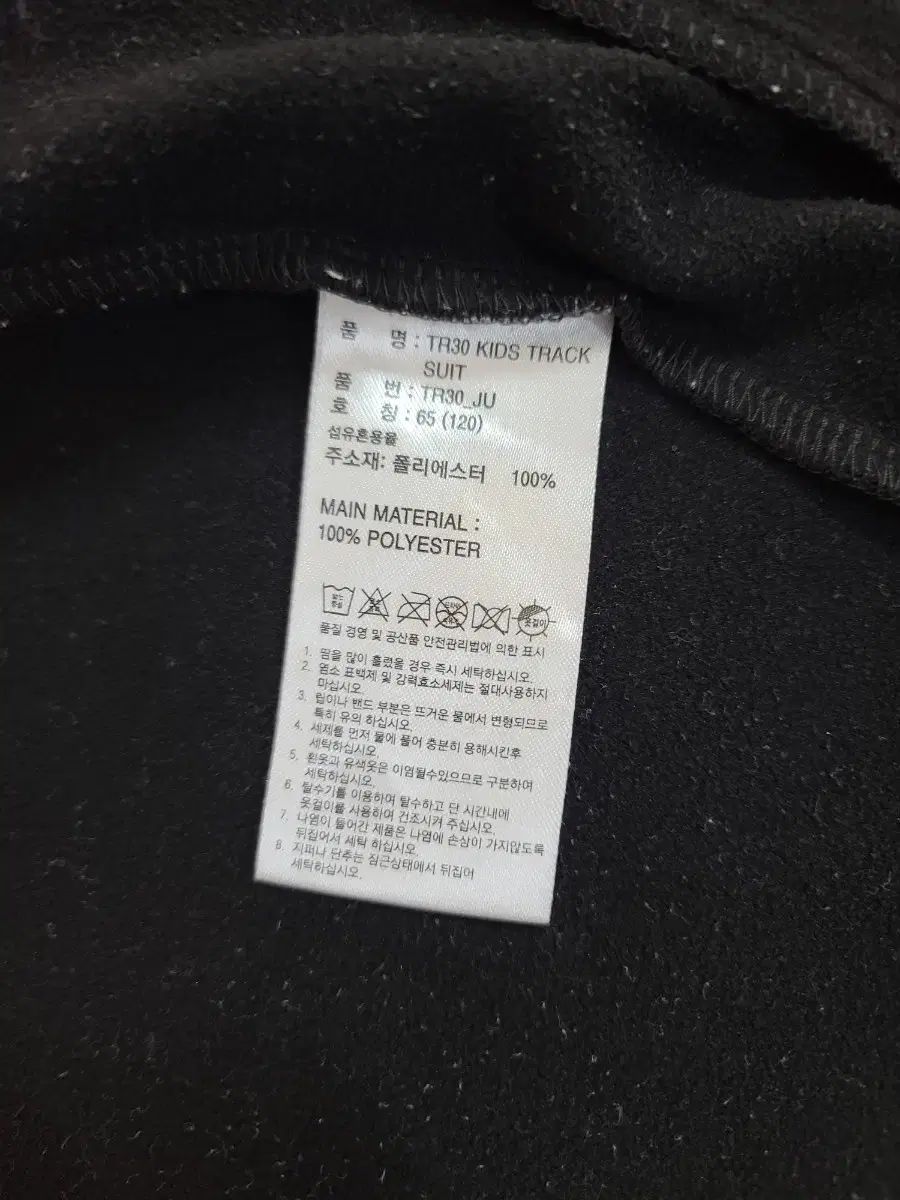 품 명 : TR30 KIDS TRACK
SUIT
품 번 : TR30_JU
호 칭 : 65 (120)
섬유혼용율
주소재: 폴리에스터 100%
MAIN MATERIAL :
100% POLYESTER
옷걸이
품질 경영 및 공산품 안전관리법에 의한 표시
1. 땀을 많이 흘렸을 경우 즉시 세탁하십시오.
2. 염소 표백제 및 강력효소세제는 절대사용하지
마십시오.
3. 립이나 밴드 부분은 뜨거운 물에서 변형되므로
특히 유의 하십시오.
4. 세제를 먼저 물에 풀어 충분히 용해시킨후
세탁하십시오.
5. 흰옷과 유색옷은 이염될수있으므로 구분하여
세탁하십시오.
6. 탈수기를 이용하여 탈수하고 단 시간내에
옷걸이를 사용하여 건조시켜 주십시오.
7. 나염이 들어간 제품은 나염에 손상이 가지않도록
뒤집어서 세탁 하십시오.
8. 지퍼나 단추는 잠근상태에서 뒤집어
세탁하십시오.